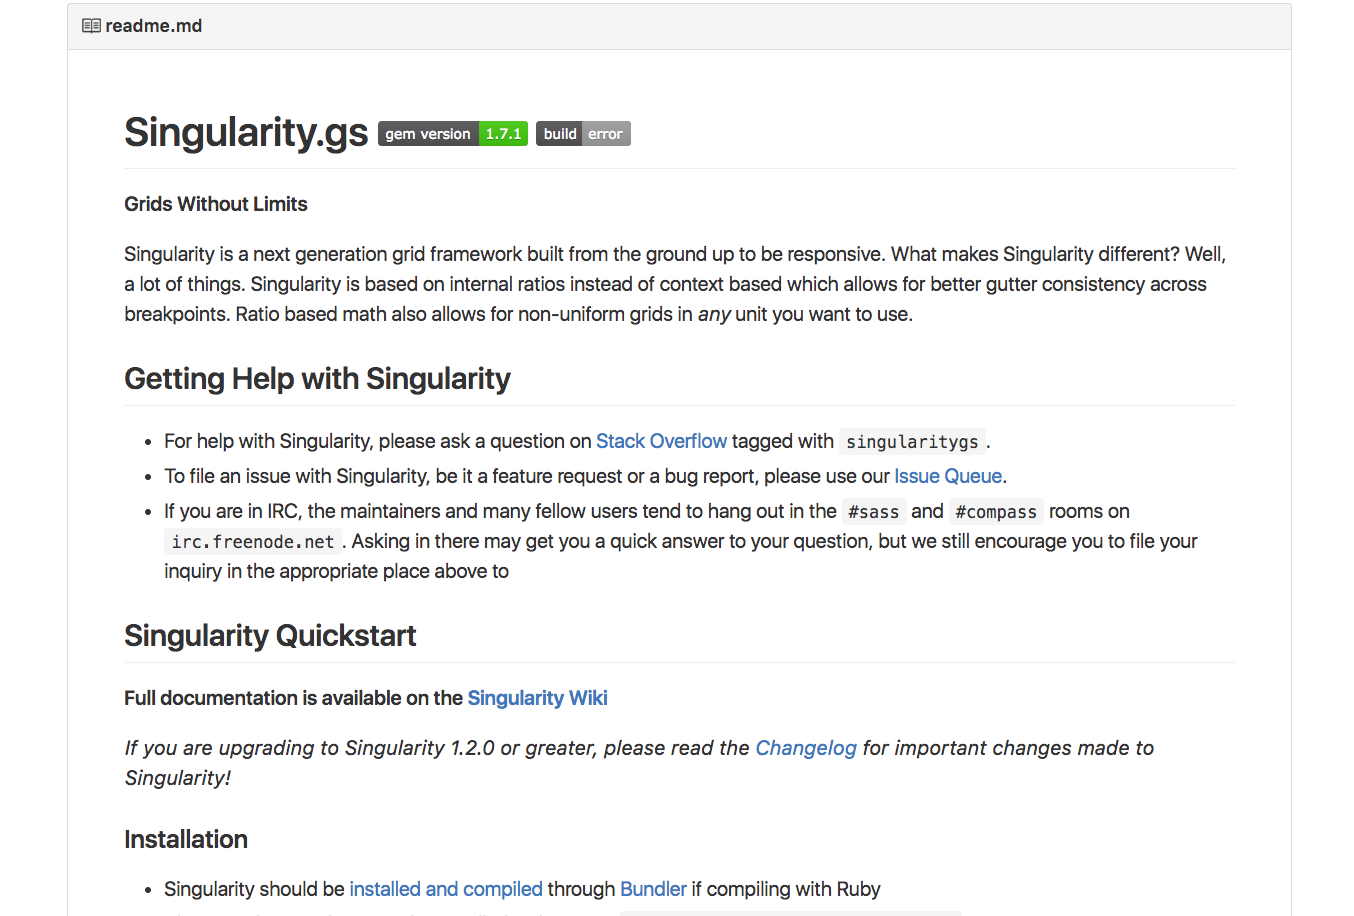 readme.md
Singularity.gs gem version 1.7.1 build error
Grids Without Limits
Singularity is a next generation grid framework built from the ground up to be responsive. What makes Singularity different? Well,
a lot of things. Singularity is based on internal ratios instead of context based which allows for better gutter consistency across
breakpoints. Ratio based math also allows for non-uniform grids in any unit you want to use.
Getting Help with Singularity
• For help with Singularity, please ask a question on Stack Overflow tagged with singularitygs .
• To file an issue with Singularity, be it a feature request or a bug report, please use our Issue Queue.
• If you are in IRC, the maintainers and many fellow users tend to hang out in the #sass and #compass rooms on
irc.freenode.net . Asking in there may get you a quick answer to your question, but we still encourage you to file your
inquiry in the appropriate place above to
Singularity Quickstart
Full documentation is available on the Singularity Wiki
If you are upgrading to Singularity 1.2.0 or greater, please read the Changelog for important changes made to
Singularity!
Installation
• Singularity should be installed and compiled through Bundler if compiling with Ruby